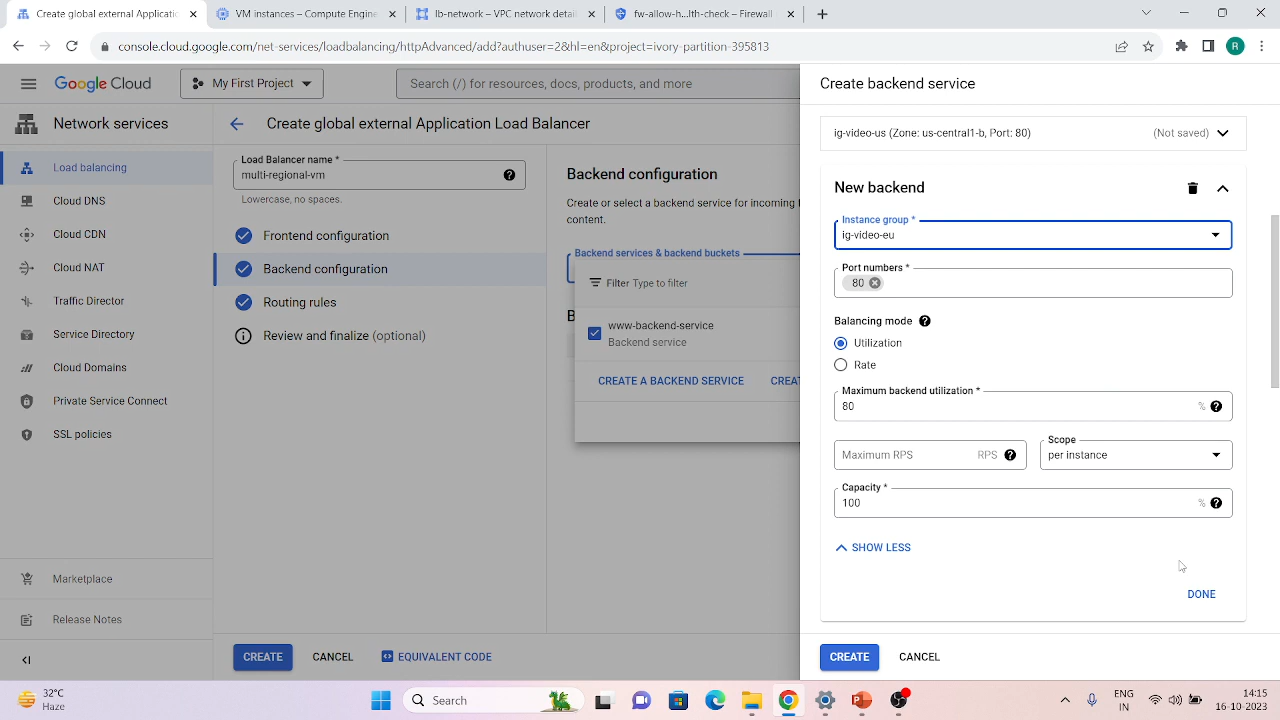 Create global external App
VM instances – Compute Engine
lb-network – VPC network detai
fw-allow-h...lth-check – Firewall
console.cloud.google.com/net-services/loadbalancing/httpAdvanced/add?authuser=2&hl=en&project=ivory-partition-395813
R
Google Cloud
My First Project
Search (/) for resources, docs, products, and more
Network services
Load balancing
Cloud DNS
Cloud CDN
Cloud NAT
Traffic Director
Service Directory
Cloud Domains
Private Service Connect
SSL policies
Marketplace
Release Notes
Create global external Application Load Balancer
Load Balancer name *
multi-regional-vm
Lowercase, no spaces.
Frontend configuration
Backend configuration
Routing rules
Review and finalize (optional)
CREATE
CANCEL
EQUIVALENT CODE
Backend configuration
Create or select a backend service for incoming
content.
Backend services & backend buckets
Filter Type to filter
www-backend-service
Backend service
CREATE A BACKEND SERVICE
CREAT
Create backend service
ig-video-us (Zone: us-central1-b, Port: 80)
(Not saved)
New backend
Instance group *
ig-video-eu
Port numbers *
80
Balancing mode
Utilization
Rate
Maximum backend utilization *
80
%
Maximum RPS
RPS
Scope
per instance
Capacity *
100
%
SHOW LESS
DONE
CREATE
CANCEL
32°C
Haze
Search
ENG
IN
14:15
16-10-2023